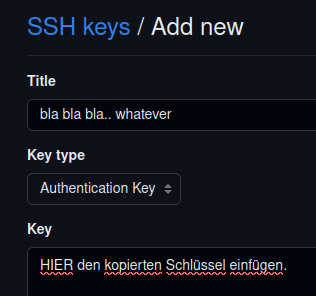 SSH keys / Add new
Title
bla bla bla.. whatever
Key type
Authentication Key
Key
HIER den kopierten Schlüssel einfügen.